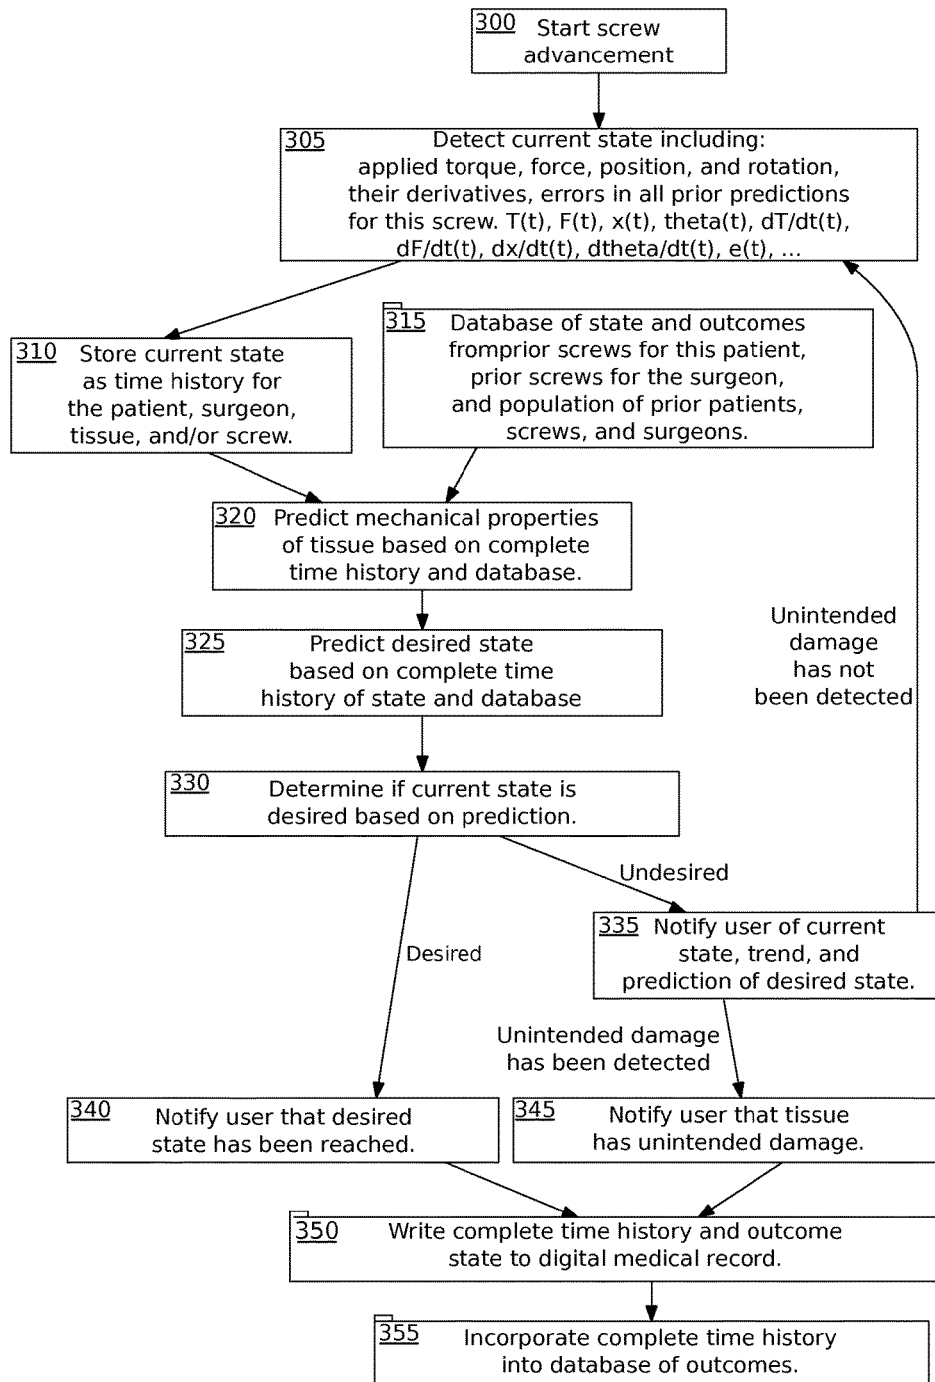 300 Start screw
advancement
305 Detect current state including:
applied torque, force, position, and rotation,
their derivatives, errors in all prior predictions
for this screw. T(t), F(t), x(t), theta(t), dT/dt(t),
dF/dt(t), dx/dt(t), dtheta/dt(t), e(t), ...
310 Store current state
as time history for
the patient, surgeon,
tissue, and/or screw.
315 Database of state and outcomes
fromprior screws for this patient,
prior screws for the surgeon,
and population of prior patients,
screws, and surgeons.
320 Predict mechanical properties
of tissue based on complete
time history and database.
325 Predict desired state
based on complete time
history of state and database
Unintended
damage
has not
been detected
330 Determine if current state is
desired based on prediction.
Undesired
Desired
335 Notify user of current
state, trend, and
prediction of desired state.
Unintended damage
has been detected
340 Notify user that desired
state has been reached.
345 Notify user that tissue
has unintended damage.
350 Write complete time history and outcome
state to digital medical record.
355 Incorporate complete time history
into database of outcomes.